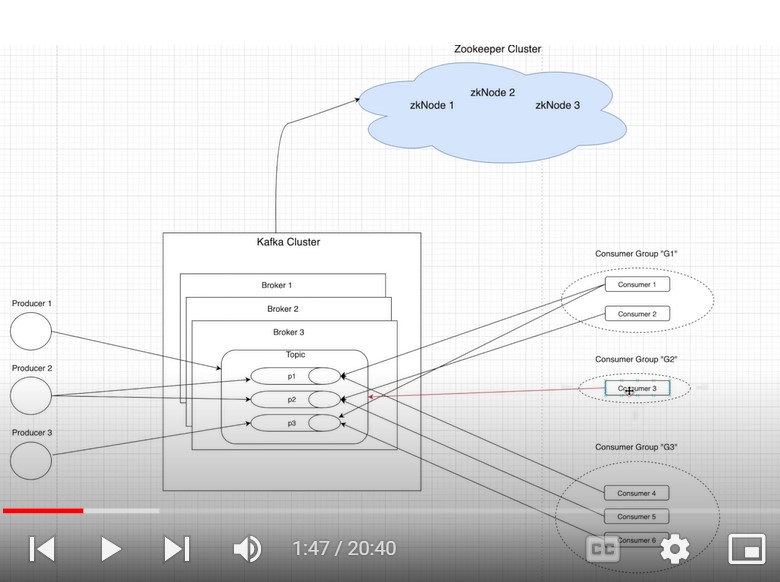 Zookeeper Cluster
zkNode 1
zkNode 2
zkNode 3
Kafka Cluster
Broker 1
Broker 2
Broker 3
Topic
p1
p2
p3
Producer 1
Producer 2
Producer 3
Consumer Group "G1"
Consumer 1
Consumer 2
Consumer Group "G2"
Consumer 3
Consumer Group "G3"
Consumer 4
Consumer 5
Consumer 6
1:47 / 20:40
CC